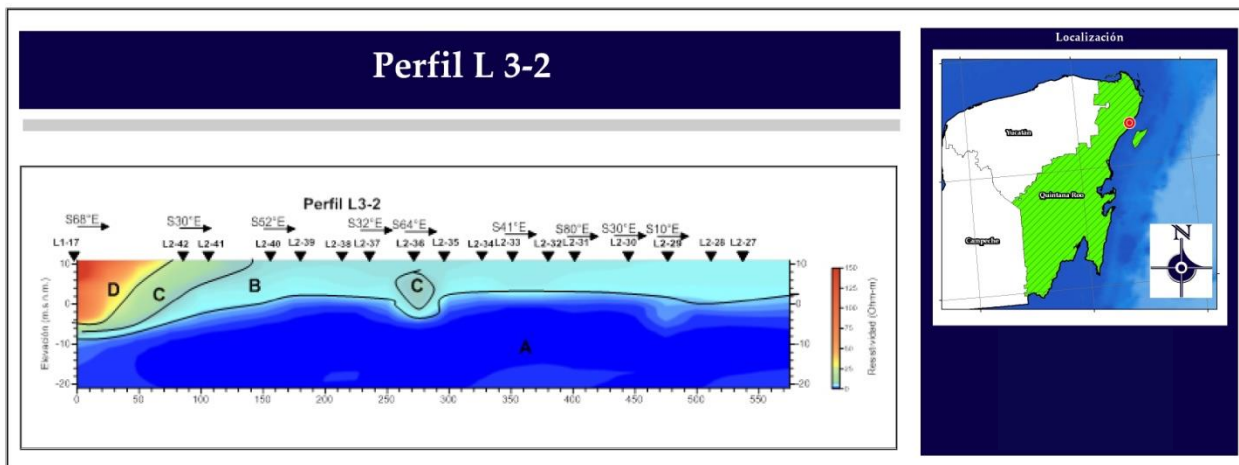 Perfil L 3-2
Perfil L3-2
S68°E S30°E S52°E S32°E S64°E S41°E S80°E S30°E S10°E
L1-17 L2-42 L2-41 L2-40 L2-39 L2-38 L2-37 L2-36 L2-35 L2-34 L2-33 L2-32 L2-31 L2-30 L2-29 L2-28 L2-27
Elevación (m.s.n.m.)
10
0
-10
-20
D C B C A
10
0
-10
-20
0 50 100 150 200 250 300 350 400 450 500 550
150
125
100
75
50
25
0
Resistividad (Ohm-m)
Localización
Yucatán
Quintana Roo
Campeche
N